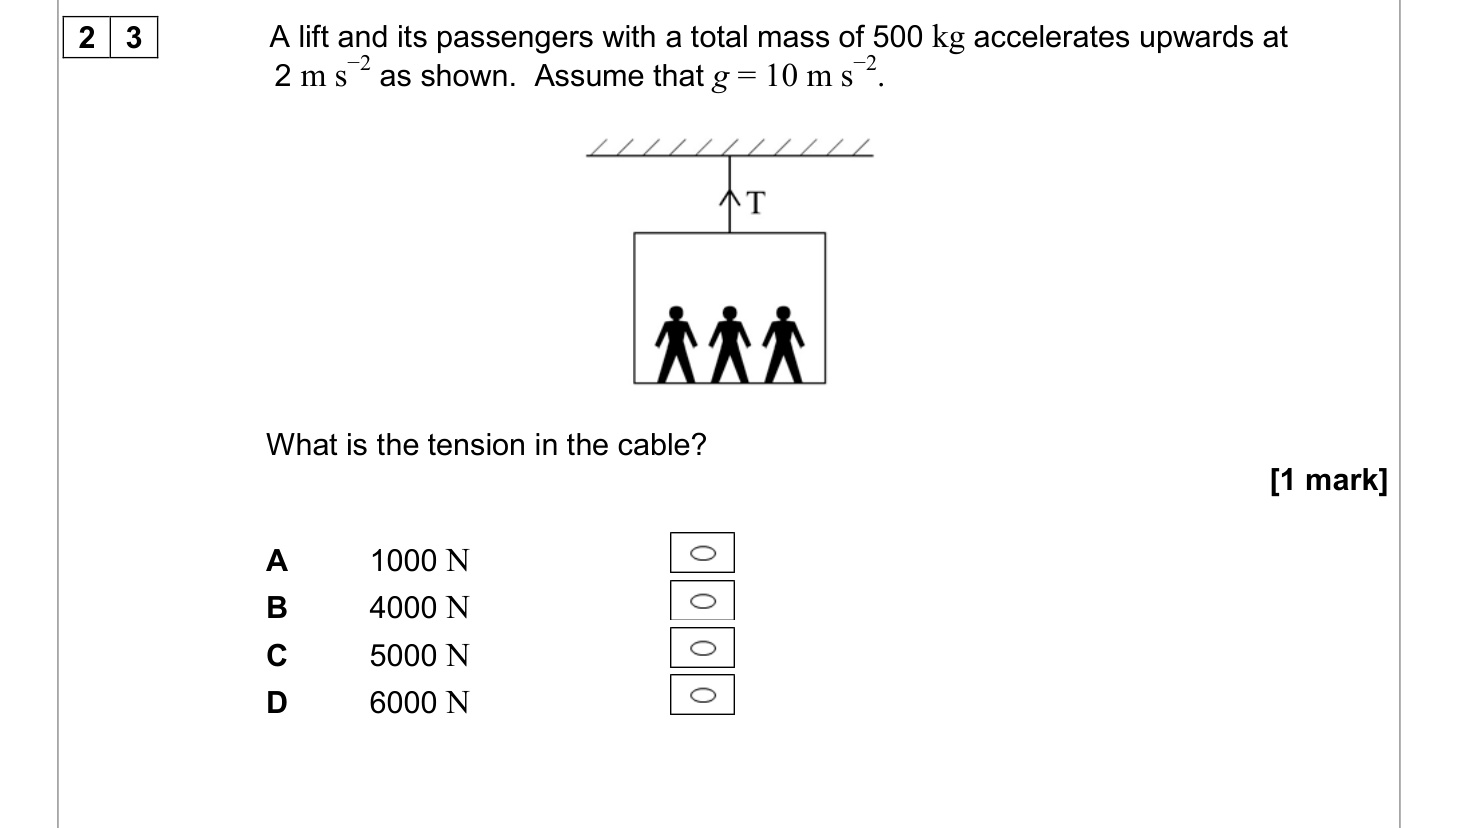 2 3 A lift and its passengers with a total mass of 500 kg accelerates upwards at
2 m s⁻² as shown. Assume that g = 10 m s⁻².
T
What is the tension in the cable?
[1 mark]
A 1000 N
B 4000 N
C 5000 N
D 6000 N